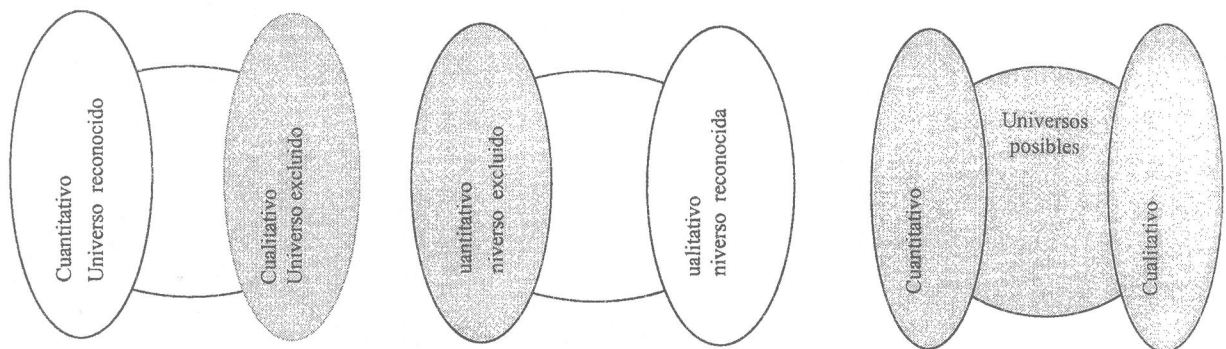 Cuantitativo
Universo reconocido
Cualitativo
Universo excluido
uantitativo
niverso excluido
ualitativo
niverso reconocida
Cuantitativo
Universos
posibles
Cualitativo